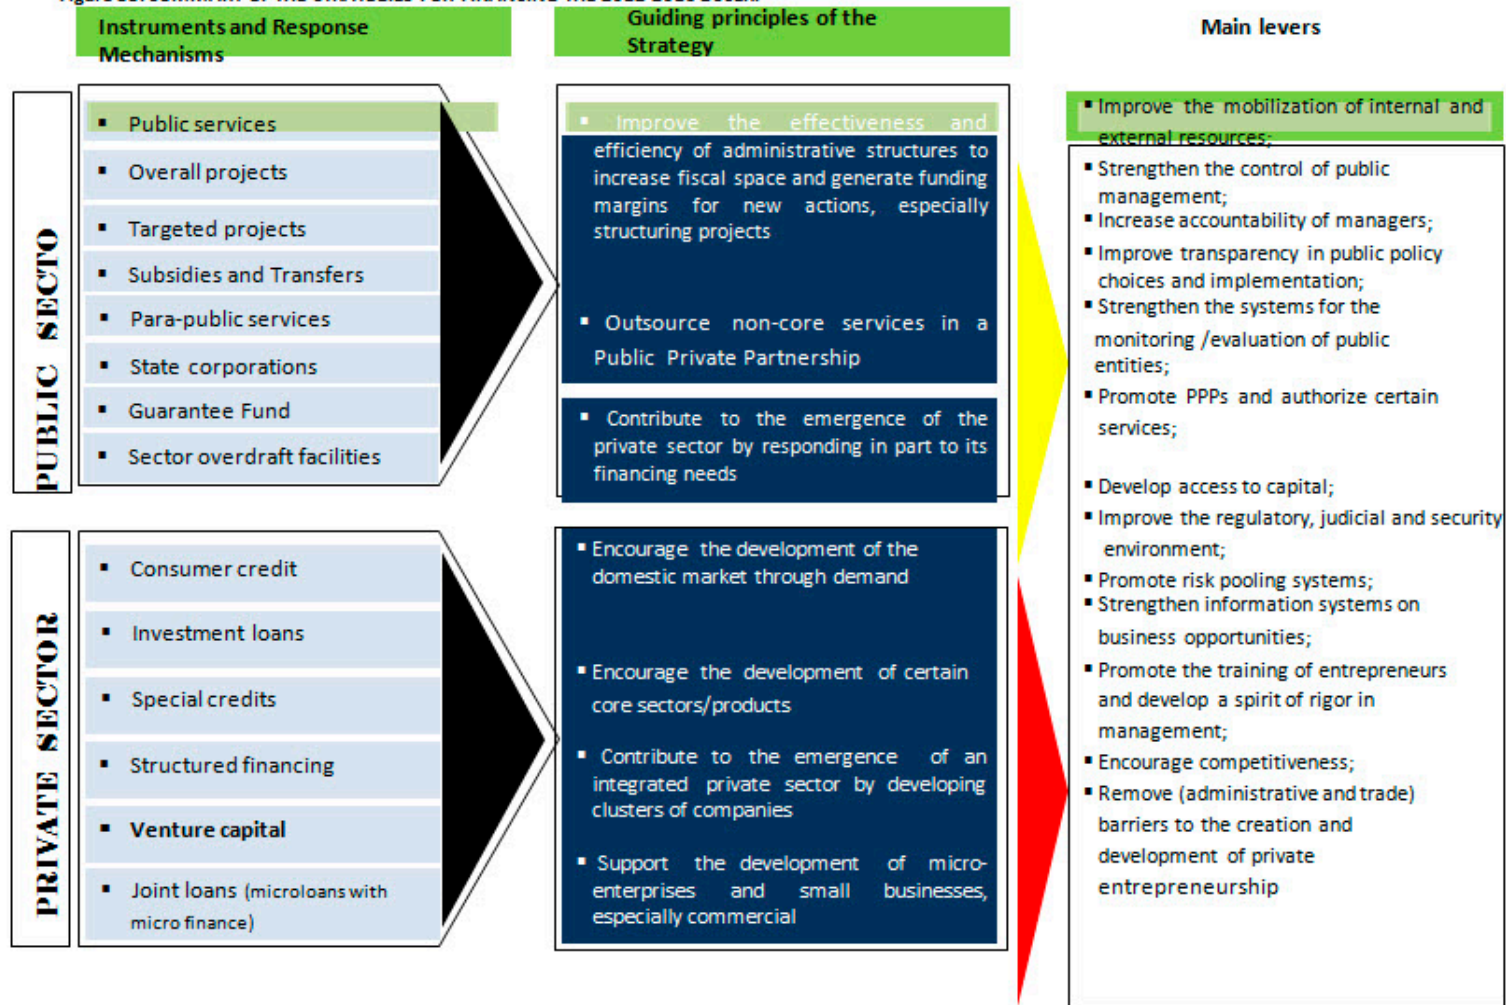 Instruments and Response
Mechanisms
Guiding principles of the
Strategy
Main levers
PUBLIC SECTO
▪ Public services
▪ Overall projects
▪ Targeted projects
▪ Subsidies and Transfers
▪ Para-public services
▪ State corporations
▪ Guarantee Fund
▪ Sector overdraft facilities
▪ Improve the effectiveness and
efficiency of administrative structures to
increase fiscal space and generate funding
margins for new actions, especially
structuring projects
▪ Outsource non-core services in a
Public Private Partnership
▪ Contribute to the emergence of the
private sector by responding in part to its
financing needs
PRIVATE SECTOR
▪ Consumer credit
▪ Investment loans
▪ Special credits
▪ Structured financing
▪ Venture capital
▪ Joint loans (microloans with
micro finance)
▪ Encourage the development of the
domestic market through demand
▪ Encourage the development of certain
core sectors/products
▪ Contribute to the emergence of an
integrated private sector by developing
clusters of companies
▪ Support the development of micro-
enterprises and small businesses,
especially commercial
▪ Improve the mobilization of internal and
external resources;
▪ Strengthen the control of public
management;
▪ Increase accountability of managers;
▪ Improve transparency in public policy
choices and implementation;
▪ Strengthen the systems for the
monitoring /evaluation of public
entities;
▪ Promote PPPs and authorize certain
services;
▪ Develop access to capital;
▪ Improve the regulatory, judicial and security
environment;
▪ Promote risk pooling systems;
▪ Strengthen information systems on
business opportunities;
▪ Promote the training of entrepreneurs
and develop a spirit of rigor in
management;
▪ Encourage competitiveness;
▪ Remove (administrative and trade)
barriers to the creation and
development of private
entrepreneurship